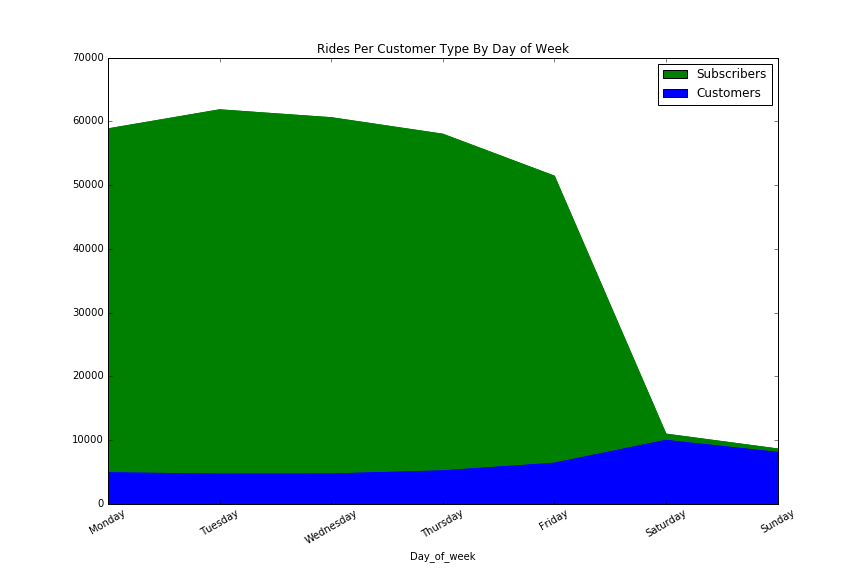 Rides Per Customer Type By Day of Week
70000
60000
50000
40000
30000
20000
10000
0
Subscribers
Customers
Monday
Tuesday
Wednesday
Thursday
Friday
Saturday
Sunday
Day_of_week